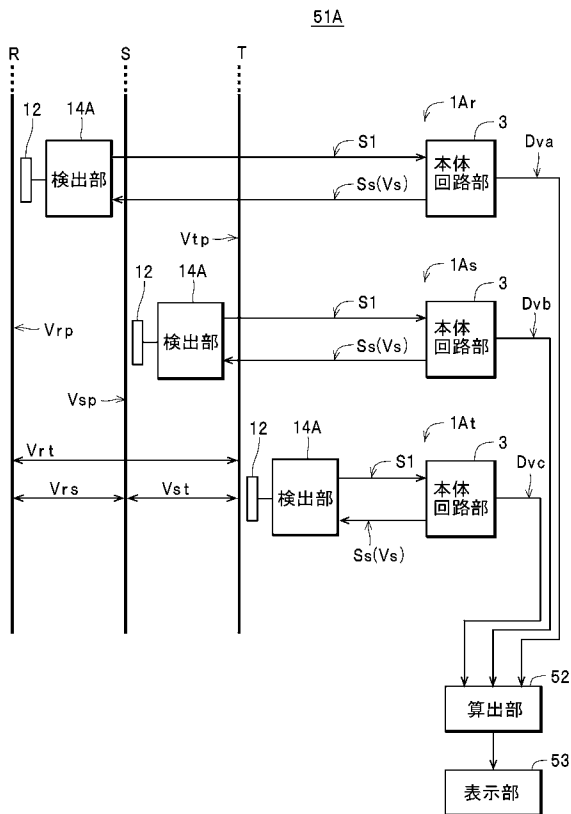 51A
R
S
T
12
14A
検出部
S1
Ss(Vs)
1Ar
3
本体
回路部
Dva
Vtp
12
14A
検出部
S1
Ss(Vs)
1As
3
本体
回路部
Dvb
Vrp
Vsp
Vrt
Vrs
Vst
12
14A
検出部
S1
Ss(Vs)
1At
3
本体
回路部
Dvc
52
算出部
53
表示部